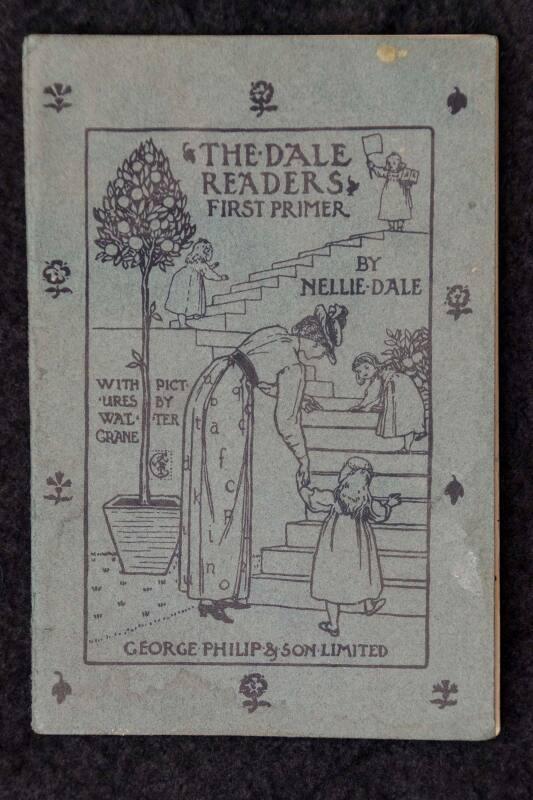 THE·DALE
READERS
FIRST PRIMER
BY
NELLIE·DALE
WITH PICT·
·URES BY
WAL· ·TER
CRANE
a
t
a
f
c
d
k
l
n
o
GEORGE·PHILIP·&·SON·LIMITED